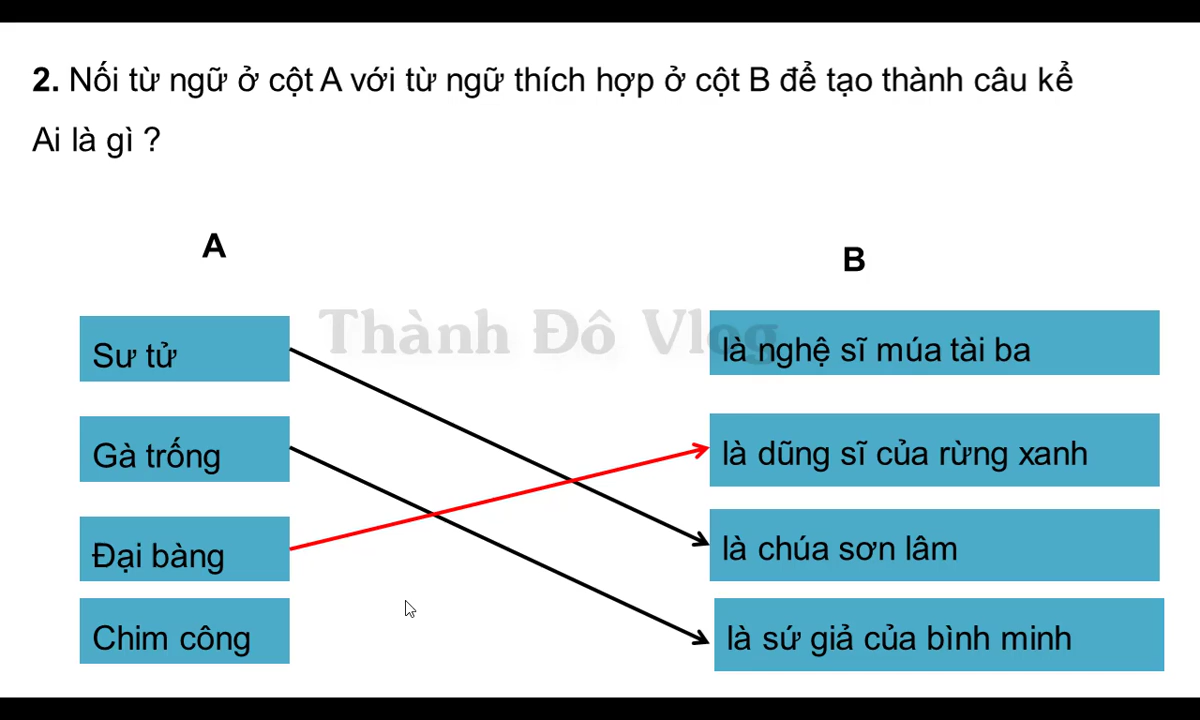 2. Nối từ ngữ ở cột A với từ ngữ thích hợp ở cột B để tạo thành câu kể
Ai là gì ?
A
B
Thành Đô Vlog
Sư tử
là nghệ sĩ múa tài ba
Gà trống
là dũng sĩ của rừng xanh
Đại bàng
là chúa sơn lâm
Chim công
là sứ giả của bình minh